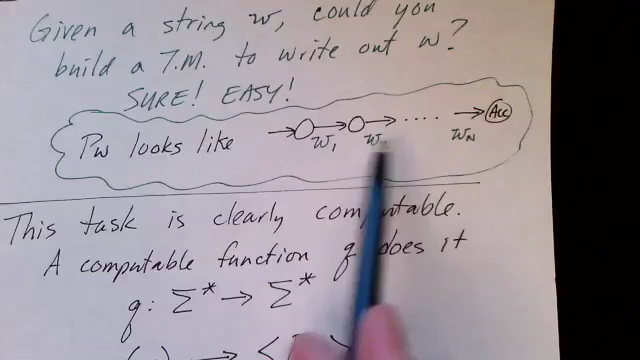 Given a string w, could you
build a T.M. to write out w?
SURE! EASY!
Pw looks like → ○ → ○ → .... → Acc
w₁ w wN
This task is clearly computable.
A computable function q does it
q: Σ* → Σ*